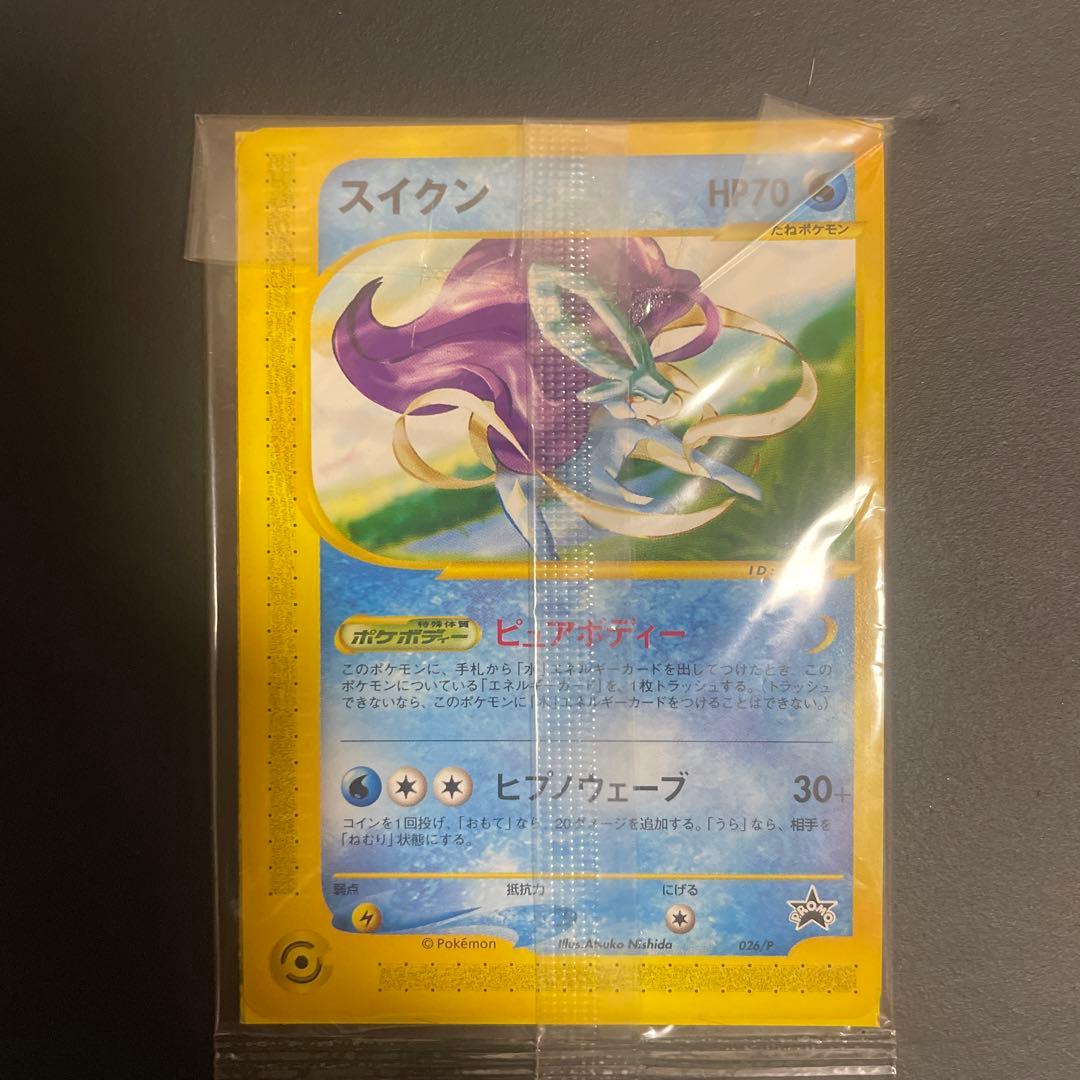 スイクン
HP70
たねポケモン
ID:
特殊体質
ポケボディー
ピュアボディー
このポケモンに、手札から「水」エネルギーカードを出してつけたとき、この
ポケモンについている「エネルギーカード」を、1枚トラッシュする。(トラッシュ
できないなら、このポケモンに「水」エネルギーカードをつけることはできない。)
ヒプノウェーブ
30+
コインを1回投げ、「おもて」なら、20ダメージを追加する。「うら」なら、相手を
「ねむり」状態にする。
弱点
抵抗力
にげる
PROMO
© Pokémon
Illus. Atsuko Nishida
026/P